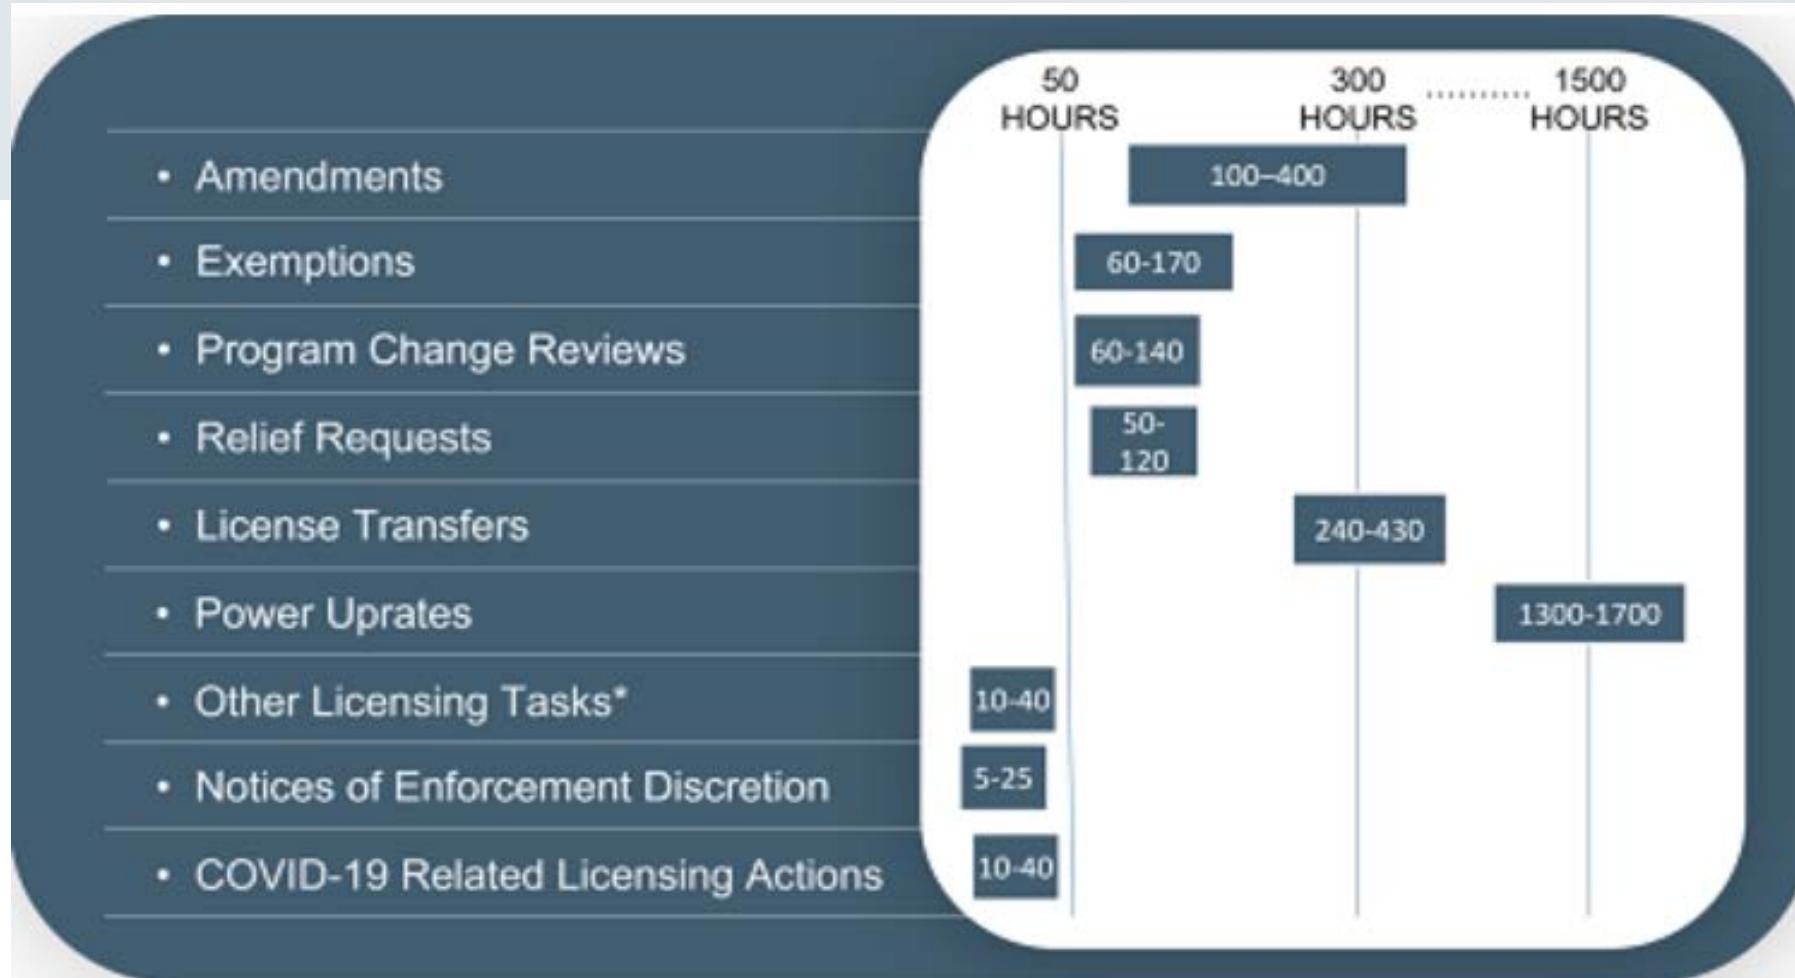 50 HOURS
300 HOURS
1500 HOURS
• Amendments
100–400
• Exemptions
60-170
• Program Change Reviews
60-140
• Relief Requests
50-
120
• License Transfers
240-430
• Power Uprates
1300-1700
• Other Licensing Tasks*
10-40
• Notices of Enforcement Discretion
5-25
• COVID-19 Related Licensing Actions
10-40